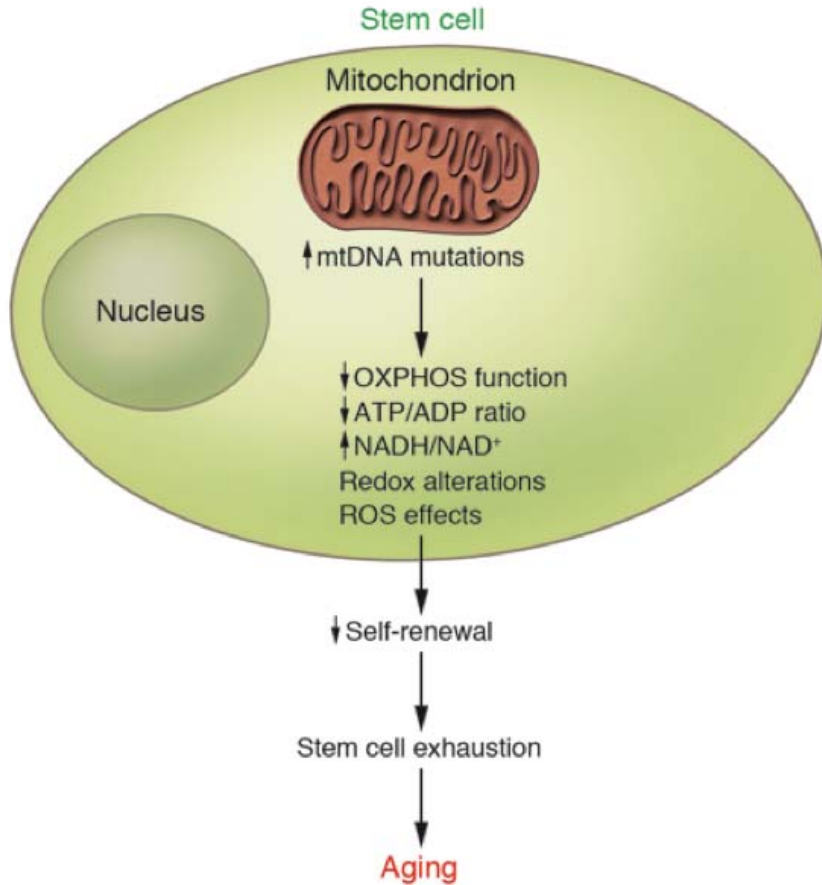 Stem cell
Mitochondrion
↑mtDNA mutations
Nucleus
↓OXPHOS function
↓ATP/ADP ratio
↑NADH/NAD⁺
Redox alterations
ROS effects
↓Self-renewal
Stem cell exhaustion
Aging